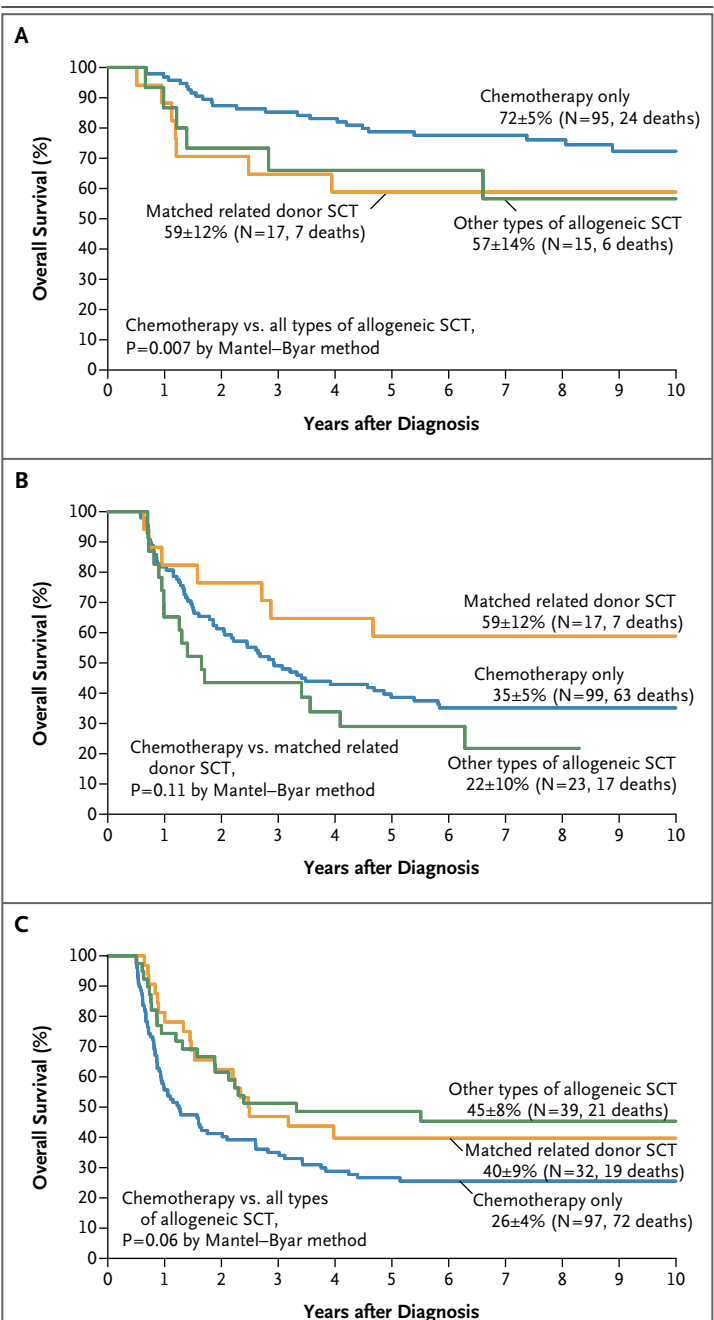 A
Overall Survival (%)
100
90
80
70
60
50
40
30
20
10
0
Chemotherapy only
72±5% (N=95, 24 deaths)
Matched related donor SCT
59±12% (N=17, 7 deaths)
Other types of allogeneic SCT
57±14% (N=15, 6 deaths)
Chemotherapy vs. all types of allogeneic SCT,
P=0.007 by Mantel–Byar method
0 1 2 3 4 5 6 7 8 9 10
Years after Diagnosis
B
Overall Survival (%)
100
90
80
70
60
50
40
30
20
10
0
Matched related donor SCT
59±12% (N=17, 7 deaths)
Chemotherapy only
35±5% (N=99, 63 deaths)
Other types of allogeneic SCT
22±10% (N=23, 17 deaths)
Chemotherapy vs. matched related
donor SCT,
P=0.11 by Mantel–Byar method
0 1 2 3 4 5 6 7 8 9 10
Years after Diagnosis
C
Overall Survival (%)
100
90
80
70
60
50
40
30
20
10
0
Other types of allogeneic SCT
45±8% (N=39, 21 deaths)
Matched related donor SCT
40±9% (N=32, 19 deaths)
Chemotherapy only
26±4% (N=97, 72 deaths)
Chemotherapy vs. all types
of allogeneic SCT,
P=0.06 by Mantel–Byar method
0 1 2 3 4 5 6 7 8 9 10
Years after Diagnosis